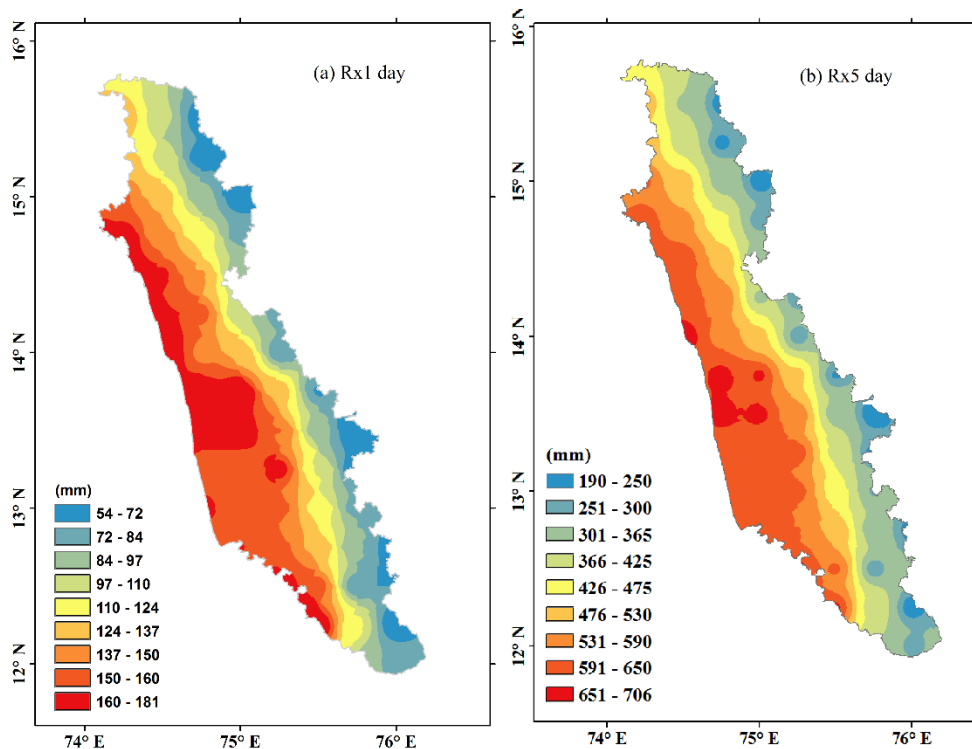 (a) Rx1 day
16° N
15° N
14° N
13° N
12° N
(mm)
54 - 72
72 - 84
84 - 97
97 - 110
110 - 124
124 - 137
137 - 150
150 - 160
160 - 181
74° E
75° E
76° E
(b) Rx5 day
16° N
15° N
14° N
13° N
12° N
(mm)
190 - 250
251 - 300
301 - 365
366 - 425
426 - 475
476 - 530
531 - 590
591 - 650
651 - 706
74° E
75° E
76° E